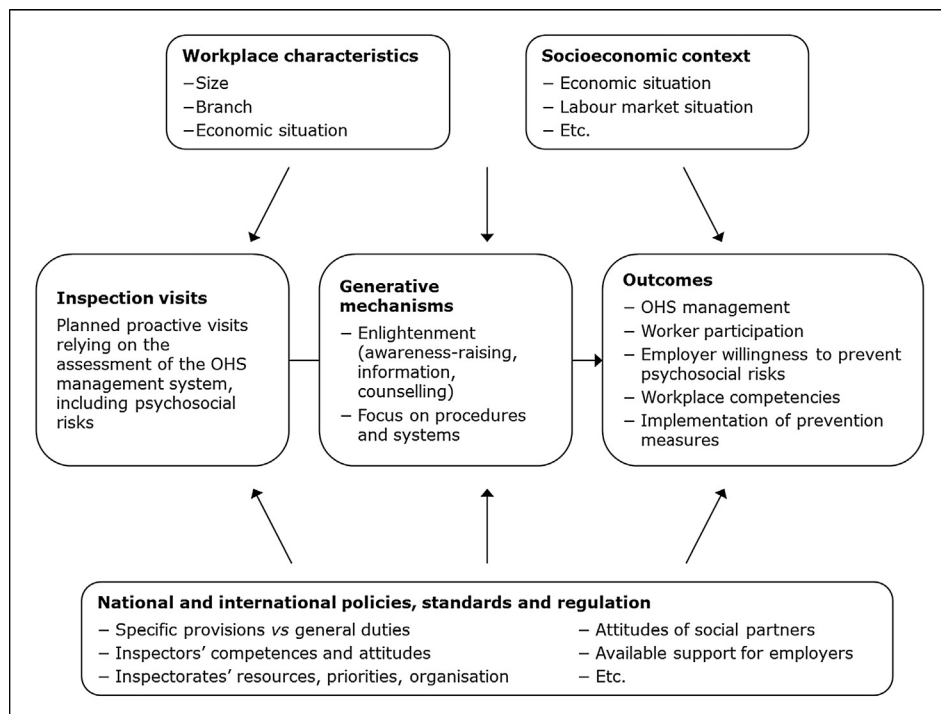 Workplace characteristics
–Size
–Branch
–Economic situation
Socioeconomic context
– Economic situation
– Labour market situation
– Etc.
Inspection visits
Planned proactive visits
relying on the
assessment of the OHS
management system,
including psychosocial
risks
Generative
mechanisms
– Enlightenment
(awareness-raising,
information,
counselling)
– Focus on procedures
and systems
Outcomes
– OHS management
– Worker participation
– Employer willingness to prevent
psychosocial risks
– Workplace competencies
– Implementation of prevention
measures
National and international policies, standards and regulation
– Specific provisions vs general duties
– Inspectors’ competences and attitudes
– Inspectorates’ resources, priorities, organisation
– Attitudes of social partners
– Available support for employers
– Etc.